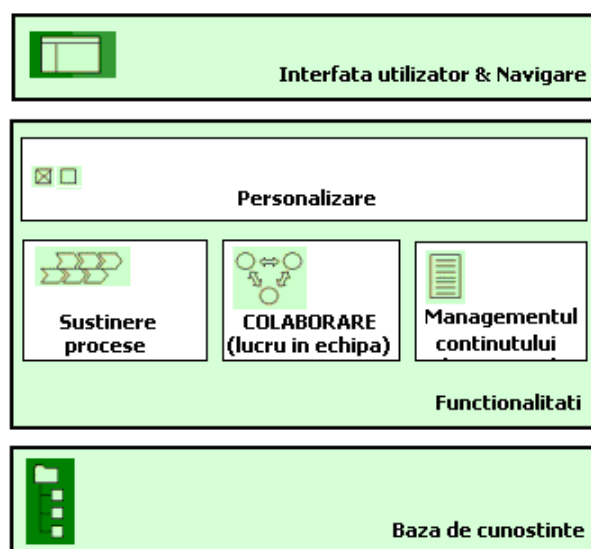 Interfata utilizator & Navigare
Personalizare
Sustinere
procese
COLABORARE
(lucru in echipa)
Managementul
continutului
Functionalitati
Baza de cunostinte